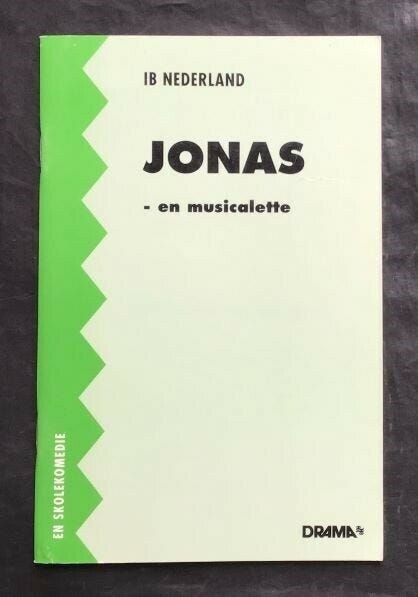 IB NEDERLAND
JONAS
- en musicalette
EN SKOLEKOMEDIE
DRAMA